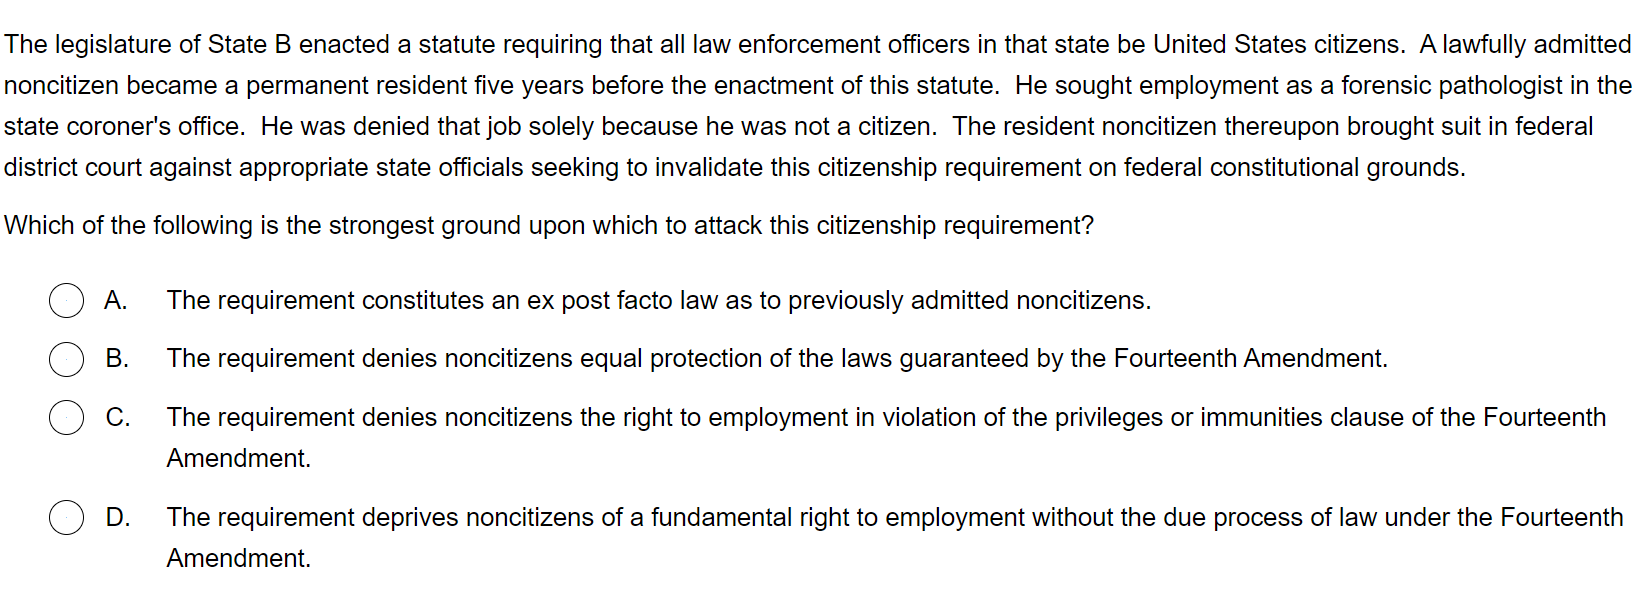 The legislature of State B enacted a statute requiring that all law enforcement officers in that state be United States citizens.  A lawfully admitted
noncitizen became a permanent resident five years before the enactment of this statute.  He sought employment as a forensic pathologist in the
state coroner's office.  He was denied that job solely because he was not a citizen.  The resident noncitizen thereupon brought suit in federal
district court against appropriate state officials seeking to invalidate this citizenship requirement on federal constitutional grounds.
Which of the following is the strongest ground upon which to attack this citizenship requirement?
A. The requirement constitutes an ex post facto law as to previously admitted noncitizens.
B. The requirement denies noncitizens equal protection of the laws guaranteed by the Fourteenth Amendment.
C. The requirement denies noncitizens the right to employment in violation of the privileges or immunities clause of the Fourteenth
Amendment.
D. The requirement deprives noncitizens of a fundamental right to employment without the due process of law under the Fourteenth
Amendment.